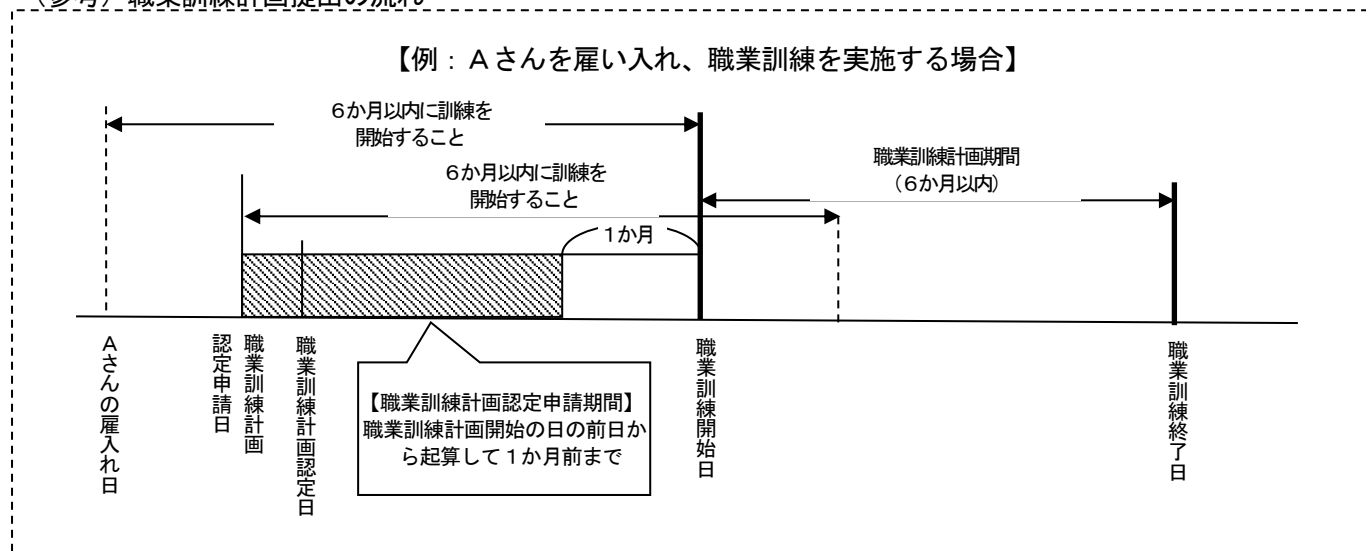 （参考）職業訓練計画提出の流れ
【例：Ａさんを雇い入れ、職業訓練を実施する場合】
６か月以内に訓練を
開始すること
６か月以内に訓練を
開始すること
職業訓練計画期間
（６か月以内）
１か月
Ａさんの雇入れ日
職業訓練計画
認定申請日
職業訓練計画認定日
【職業訓練計画認定申請期間】
職業訓練計画開始の日の前日か
ら起算して１か月前まで
職業訓練開始日
職業訓練終了日